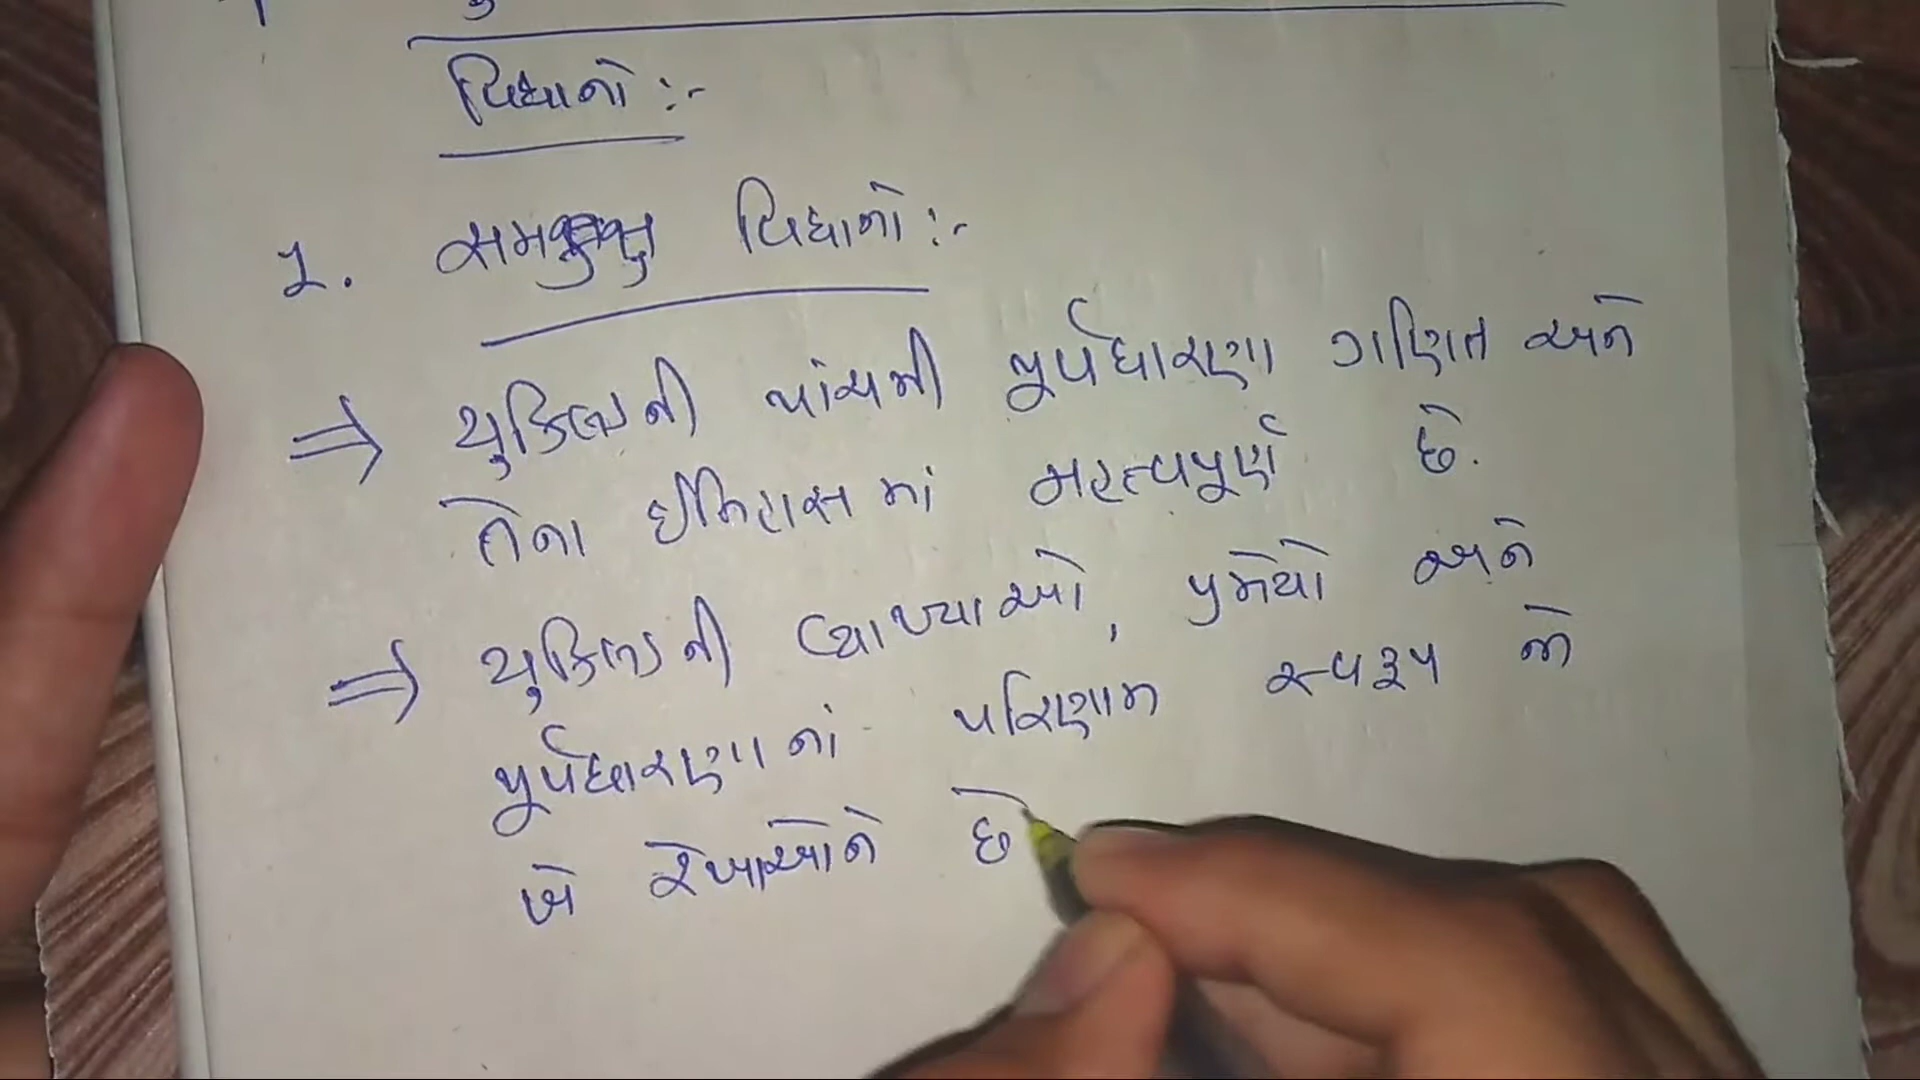 વિધાનો :-
1. સમકક્ષ વિધાનો :-
⇒ યુક્લિડની પાંચમી પૂર્વધારણા ગણિત અને
તેના ઈતિહાસમાં મહત્વપૂર્ણ છે.
⇒ યુક્લિડની વ્યાખ્યાઓ, પ્રમેયો અને
પૂર્વધારણાનાં પરિણામ સ્વરૂપ જો
બે રેખાઓને છે